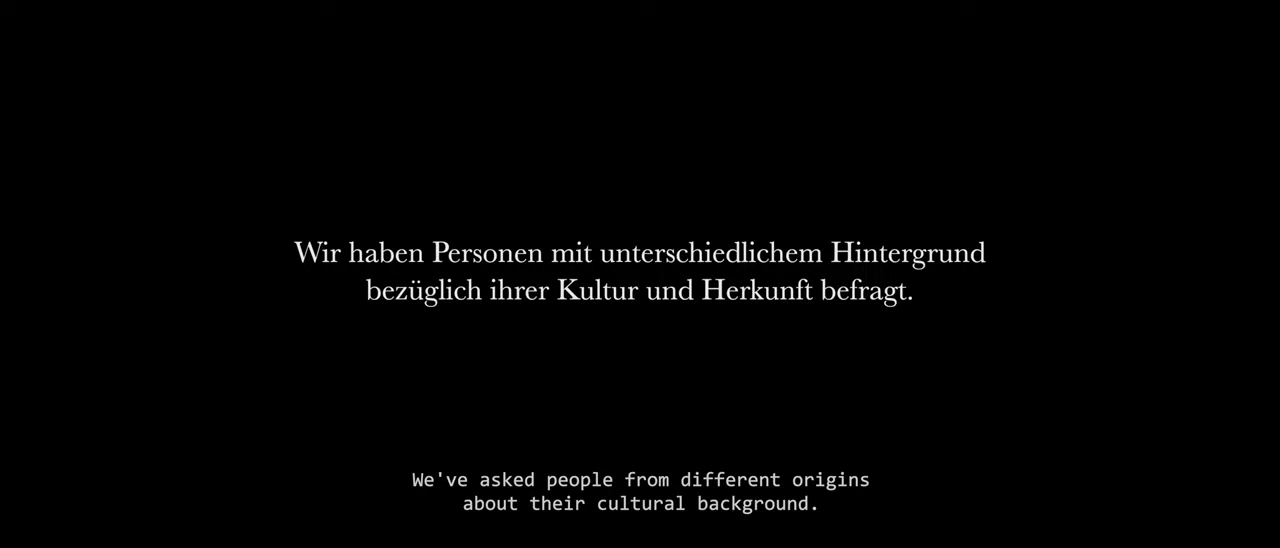 Wir haben Personen mit unterschiedlichem Hintergrund
bezüglich ihrer Kultur und Herkunft befragt.
We've asked people from different origins
about their cultural background.